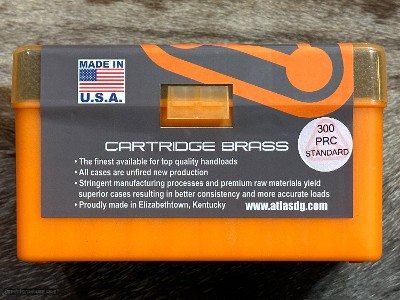 MADE IN
U.S.A.
CARTRIDGE BRASS
300
PRC
STANDARD
• The finest available for top quality handloads
• All cases are unfired new production
• Stringent manufacturing processes and premium raw materials yield
superior cases resulting in better consistency and more accurate loads
• Proudly made in Elizabethtown, Kentucky
www.atlasdg.com